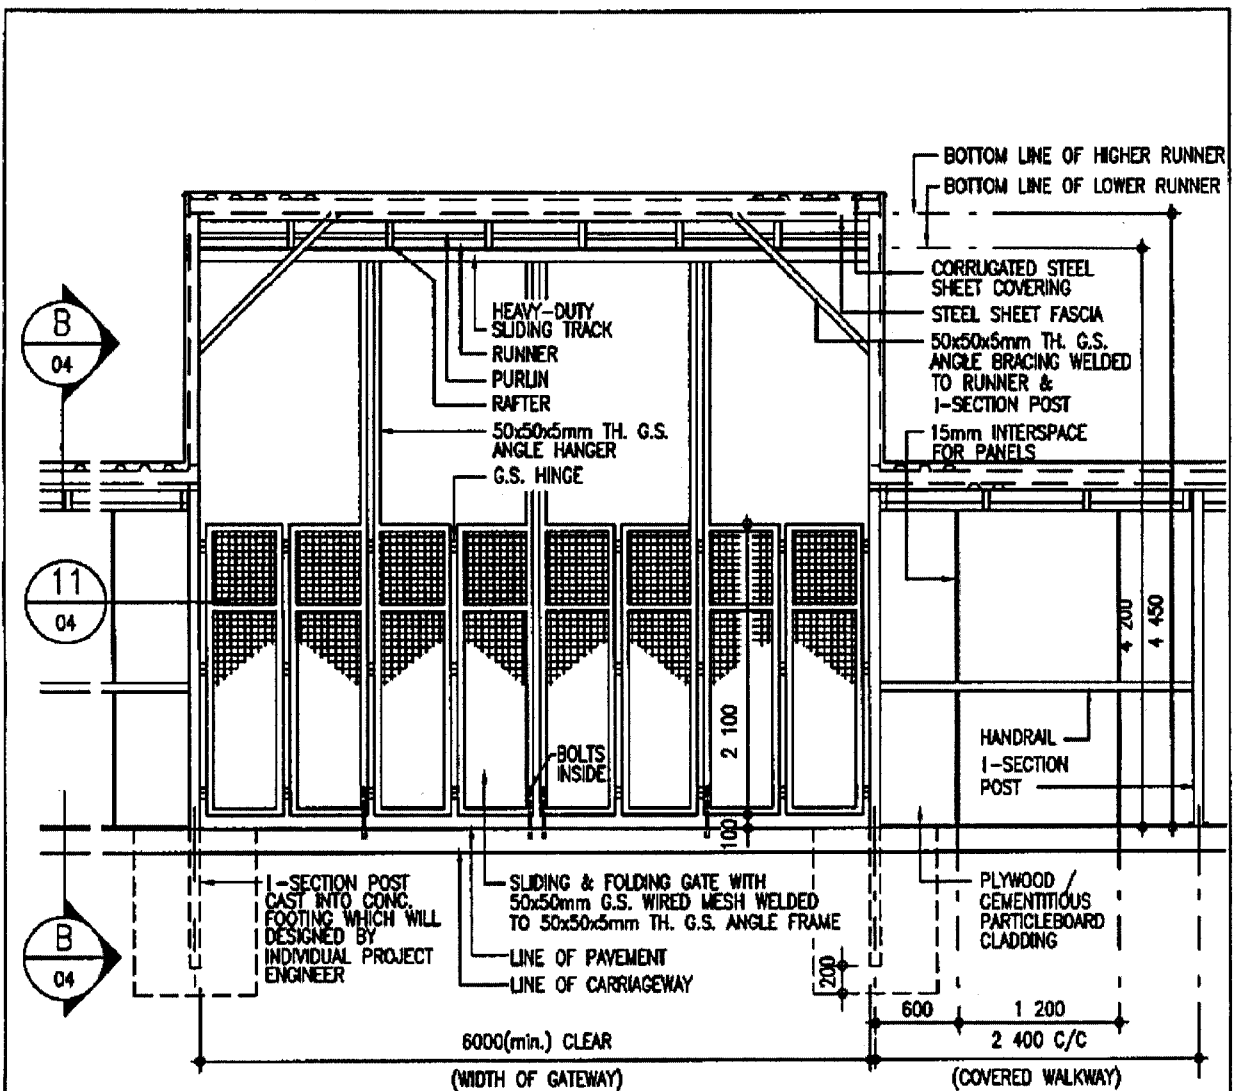 BOTTOM LINE OF HIGHER RUNNER
BOTTOM LINE OF LOWER RUNNER
CORRUGATED STEEL
SHEET COVERING
STEEL SHEET FASCIA
50x50x5mm TH. G.S.
ANGLE BRACING WELDED
TO RUNNER &
I-SECTION POST
15mm INTERSPACE
FOR PANELS
B
04
HEAVY-DUTY
SLIDING TRACK
RUNNER
PURLIN
RAFTER
50x50x5mm TH. G.S.
ANGLE HANGER
G.S. HINGE
11
04
4 200
4 450
2 100
100
BOLTS
INSIDE
HANDRAIL
I-SECTION
POST
B
04
I-SECTION POST
CAST INTO CONC.
FOOTING WHICH WILL
DESIGNED BY
INDIVIDUAL PROJECT
ENGINEER
SLIDING & FOLDING GATE WITH
50x50mm G.S. WIRED MESH WELDED
TO 50x50x5mm TH. G.S. ANGLE FRAME
LINE OF PAVEMENT
LINE OF CARRIAGEWAY
PLYWOOD /
CEMENTITIOUS
PARTICLEBOARD
CLADDING
200
600
1 200
6000(min.) CLEAR
2 400 C/C
(WIDTH OF GATEWAY)
(COVERED WALKWAY)